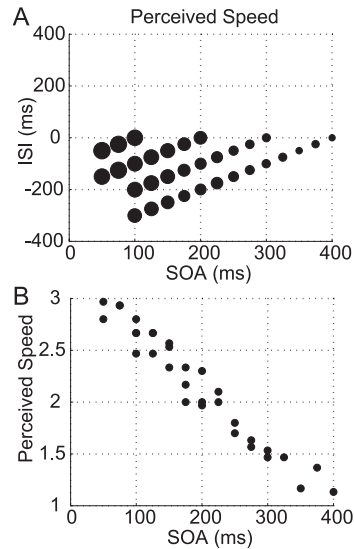 A Perceived Speed
400
200
0
-200
-400
ISI (ms)
0 100 200 300 400
SOA (ms)
B
3
2.5
2
1.5
1
Perceived Speed
0 100 200 300 400
SOA (ms)